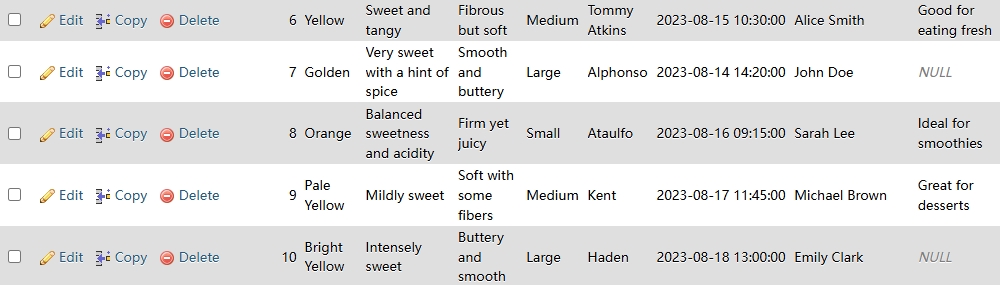 Edit Copy Delete 6 Yellow Sweet and tangy Fibrous but soft Medium Tommy Atkins 2023-08-15 10:30:00 Alice Smith Good for eating fresh
Edit Copy Delete 7 Golden Very sweet with a hint of spice Smooth and buttery Large Alphonso 2023-08-14 14:20:00 John Doe NULL
Edit Copy Delete 8 Orange Balanced sweetness and acidity Firm yet juicy Small Ataulfo 2023-08-16 09:15:00 Sarah Lee Ideal for smoothies
Edit Copy Delete 9 Pale Yellow Mildly sweet Soft with some fibers Medium Kent 2023-08-17 11:45:00 Michael Brown Great for desserts
Edit Copy Delete 10 Bright Yellow Intensely sweet Buttery and smooth Large Haden 2023-08-18 13:00:00 Emily Clark NULL